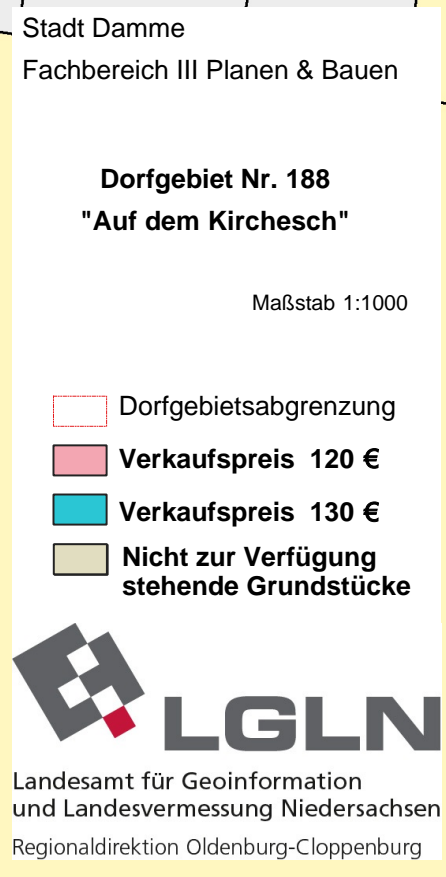 Stadt Damme
Fachbereich III Planen & Bauen
Dorfgebiet Nr. 188
"Auf dem Kirchesch"
Maßstab 1:1000
Dorfgebietsabgrenzung
Verkaufspreis 120 €
Verkaufspreis 130 €
Nicht zur Verfügung
stehende Grundstücke
LGLN
Landesamt für Geoinformation
und Landesvermessung Niedersachsen
Regionaldirektion Oldenburg-Cloppenburg